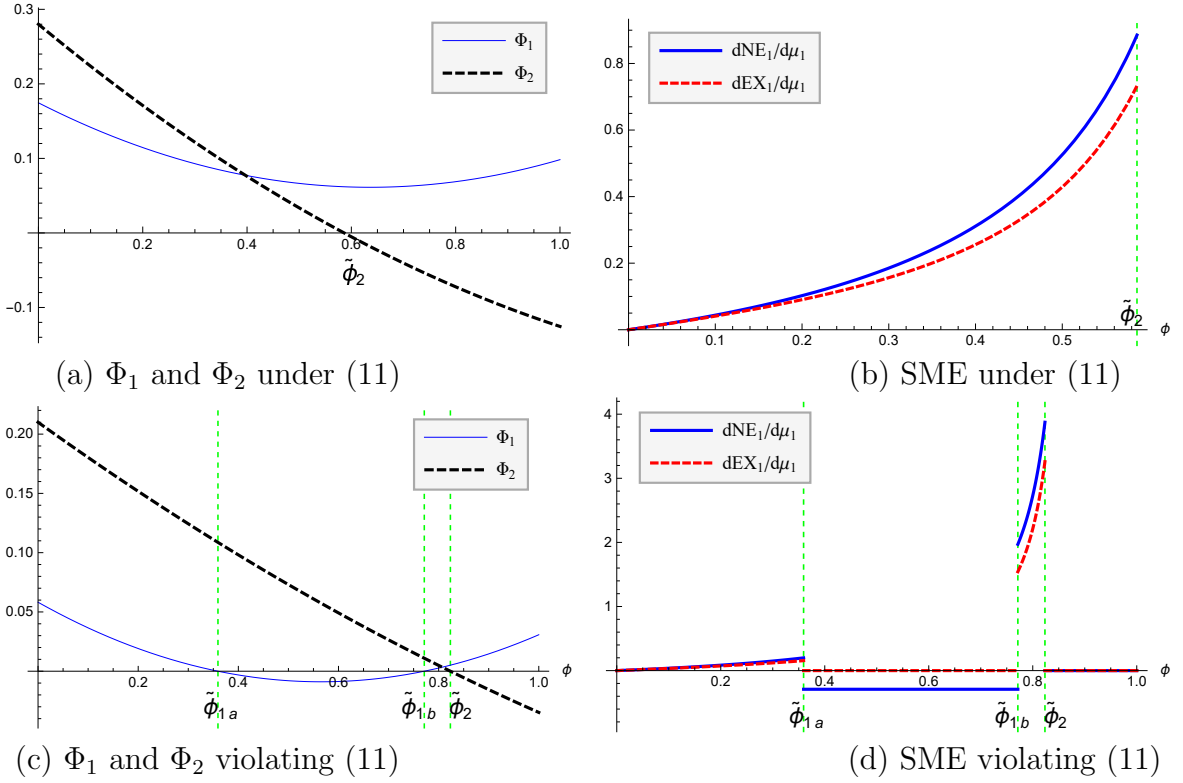 0.3
0.2
0.1
−0.1
0.2 0.4 0.6 0.8 1.0 ϕ
Φ₁
Φ₂
ϕ̃₂
(a) Φ₁ and Φ₂ under (11)
0.8
0.6
0.4
0.2
0.1 0.2 0.3 0.4 0.5 ϕ
dNE₁/dμ₁
dEX₁/dμ₁
ϕ̃₂
(b) SME under (11)
0.20
0.15
0.10
0.05
0.2 0.4 0.6 0.8 1.0 ϕ
Φ₁
Φ₂
ϕ̃₁ₐ ϕ̃₁b ϕ̃₂
(c) Φ₁ and Φ₂ violating (11)
4
3
2
1
0.2 0.4 0.6 0.8 1.0 ϕ
dNE₁/dμ₁
dEX₁/dμ₁
ϕ̃₁ₐ ϕ̃₁b ϕ̃₂
(d) SME violating (11)